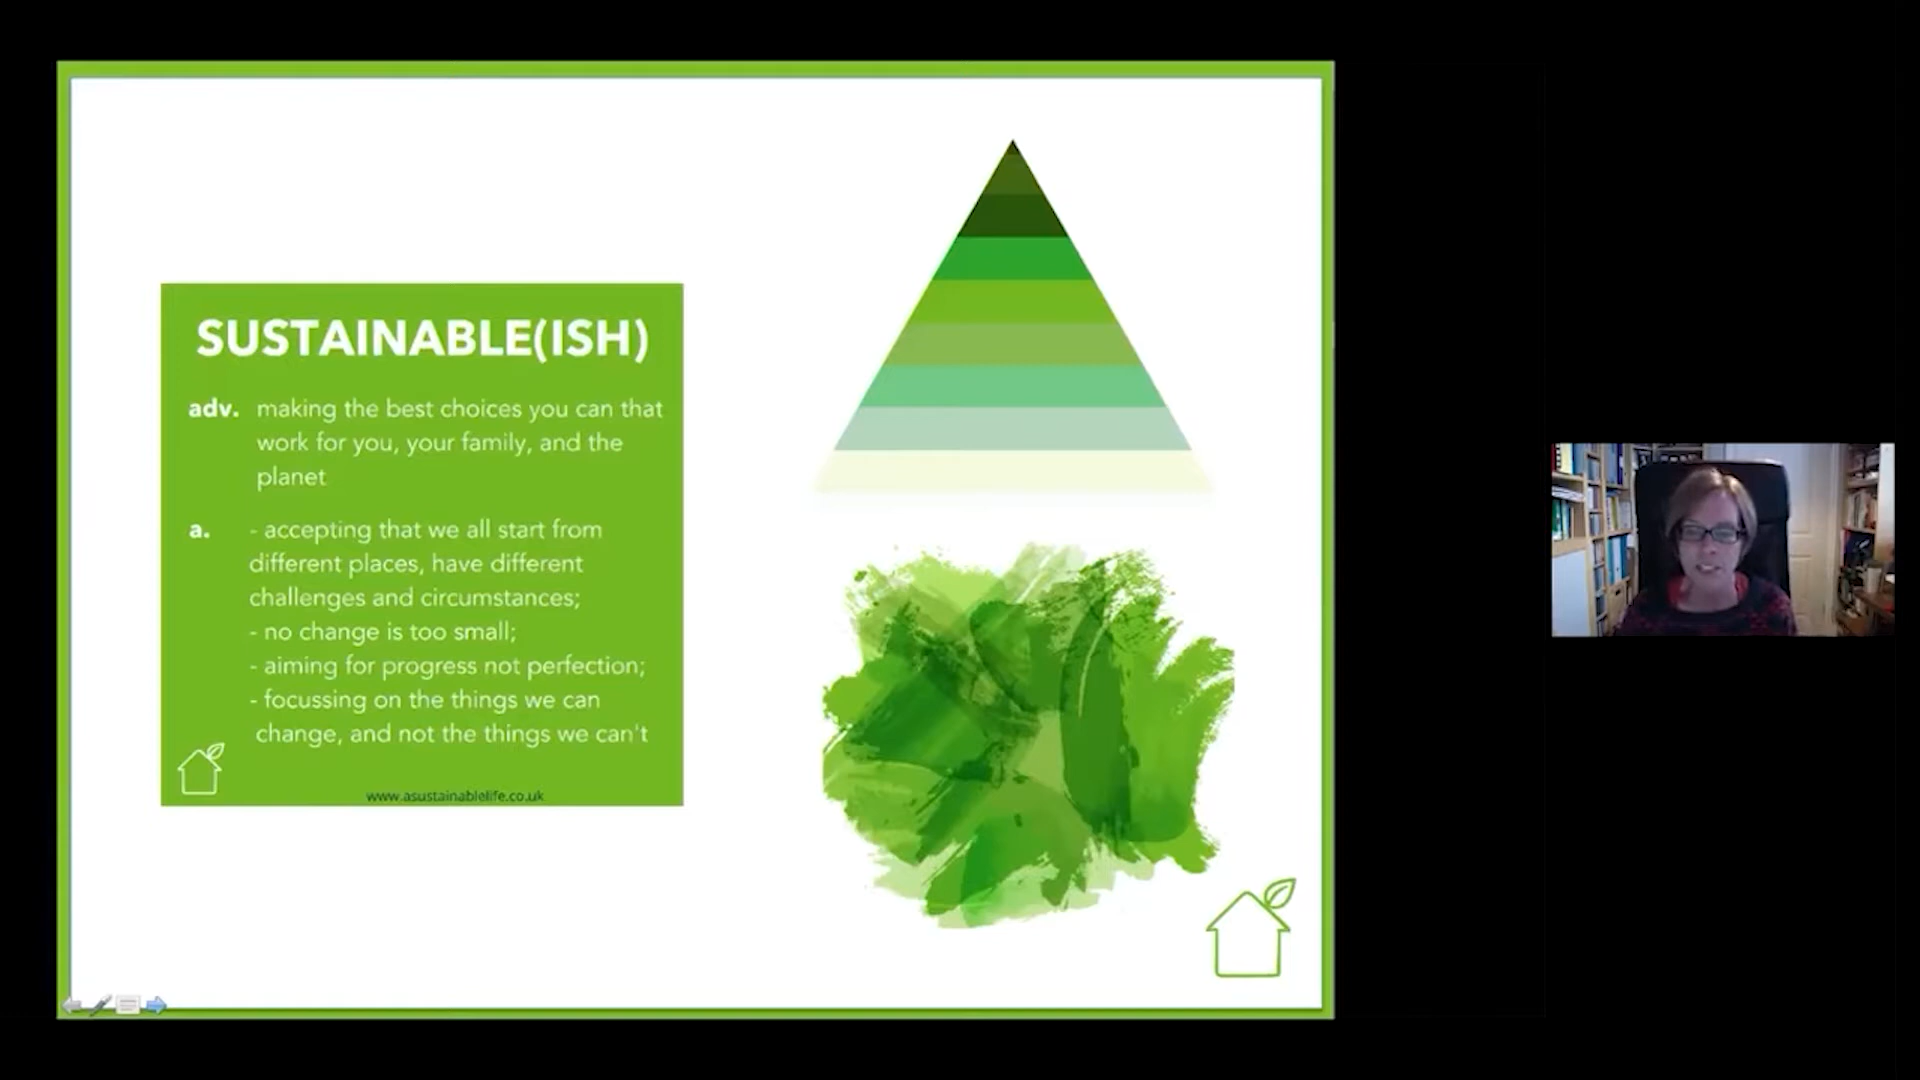 SUSTAINABLE(ISH)
adv. making the best choices you can that
work for you, your family, and the
planet
a. - accepting that we all start from
different places, have different
challenges and circumstances;
- no change is too small;
- aiming for progress not perfection;
- focussing on the things we can
change, and not the things we can't
www.asustainablelife.co.uk